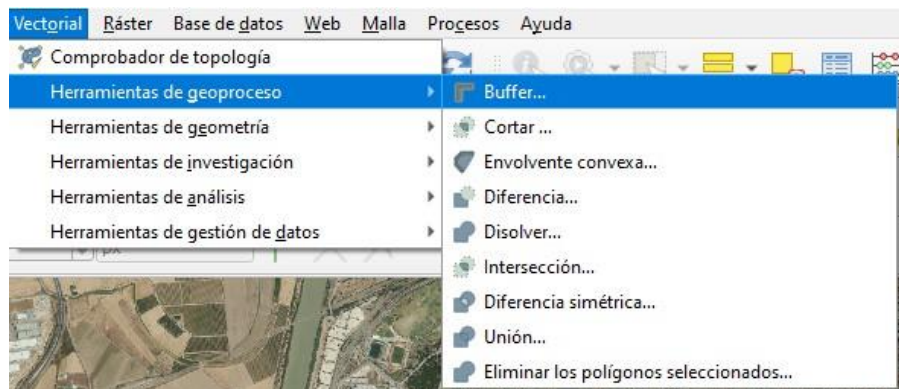 Vectorial Ráster Base de datos Web Malla Procesos Ayuda
Comprobador de topología
Herramientas de geoproceso
Herramientas de geometría
Herramientas de investigación
Herramientas de análisis
Herramientas de gestión de datos
Buffer...
Cortar ...
Envolvente convexa...
Diferencia...
Disolver...
Intersección...
Diferencia simétrica...
Unión...
Eliminar los polígonos seleccionados...
px